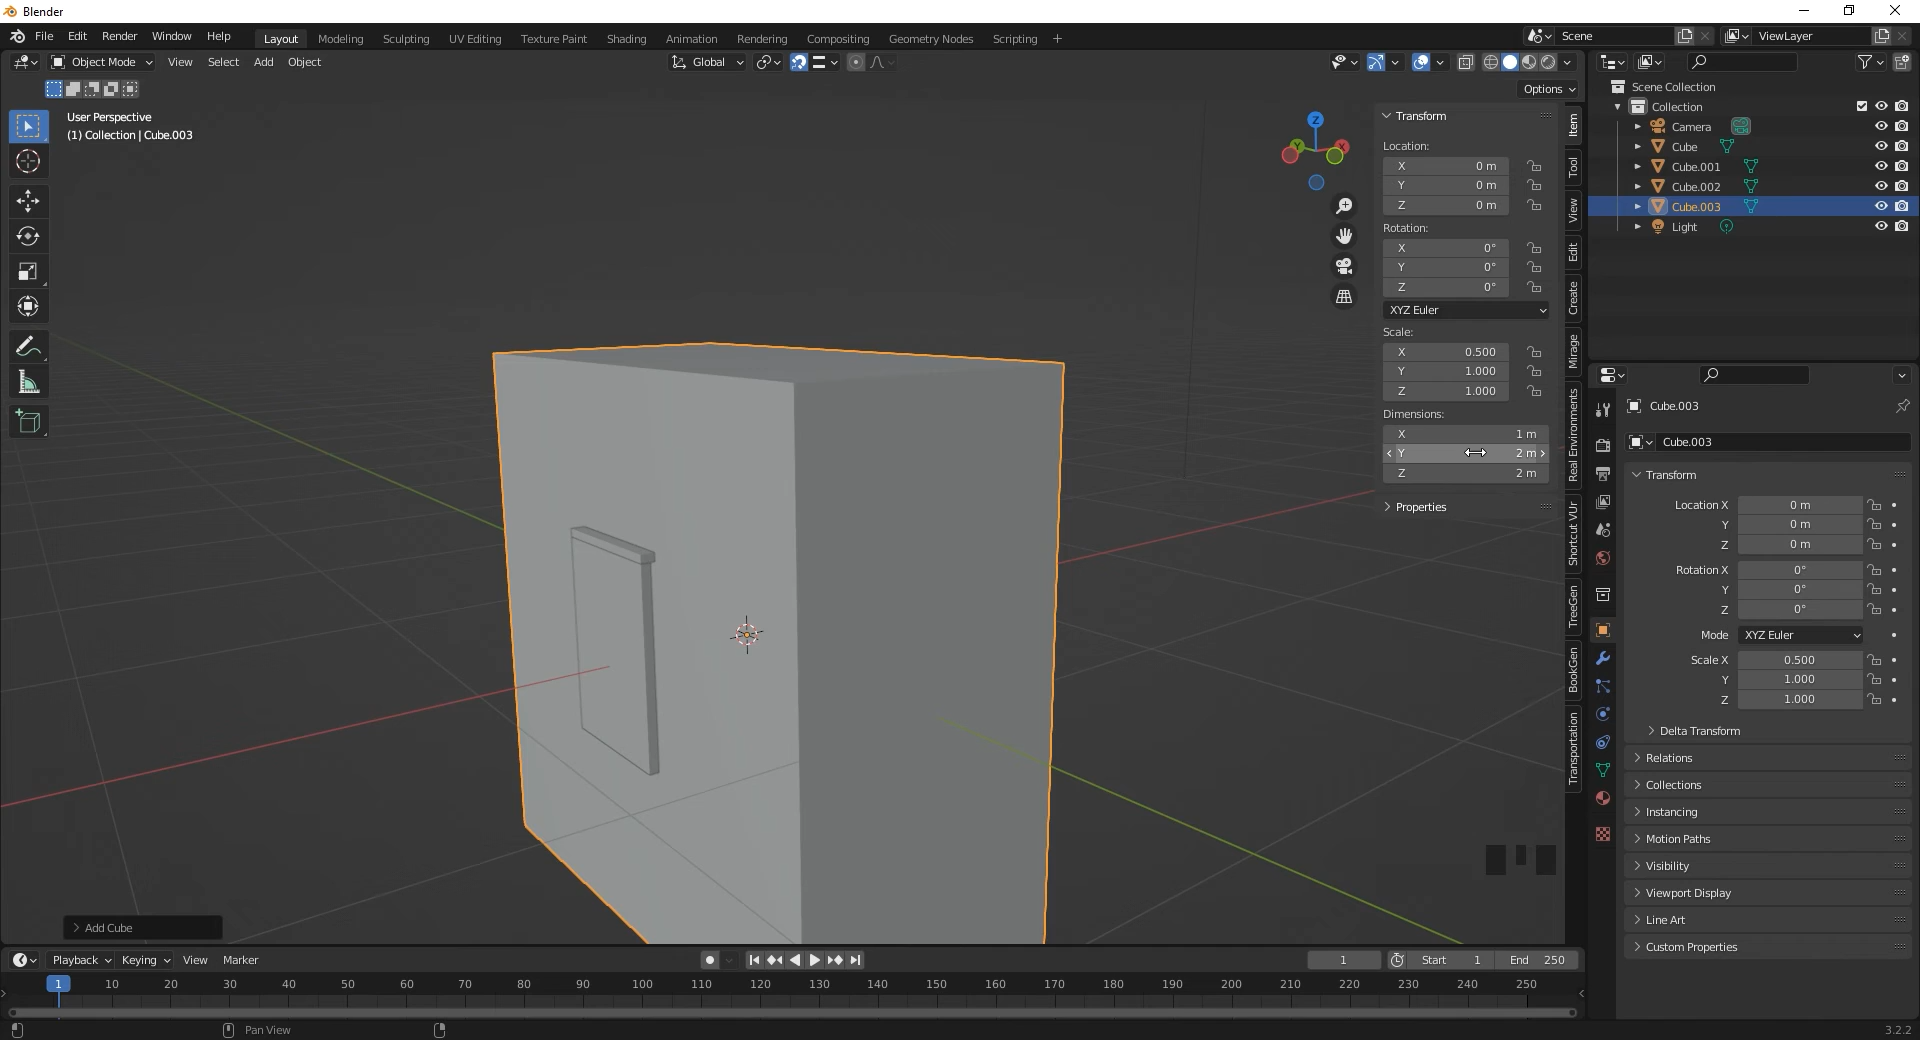 Blender
File Edit Render Window Help Layout Modeling Sculpting UV Editing Texture Paint Shading Animation Rendering Compositing Geometry Nodes Scripting + Scene ViewLayer
Object Mode View Select Add Object Global
Options
User Perspective
(1) Collection | Cube.003
Z
Y
X
Transform
Location:
X 0 m
Y 0 m
Z 0 m
Rotation:
X 0°
Y 0°
Z 0°
XYZ Euler
Scale:
X 0.500
Y 1.000
Z 1.000
Dimensions:
X 1 m
Y 2 m
Z 2 m
Properties
Item
Tool
View
Edit
Create
Mirage
Real Environments
Shortcut VUr
TreeGen
BookGen
Transportation
Scene Collection
Collection
Camera
Cube
Cube.001
Cube.002
Cube.003
Light
Cube.003
Cube.003
Transform
Location X 0 m
Y 0 m
Z 0 m
Rotation X 0°
Y 0°
Z 0°
Mode XYZ Euler
Scale X 0.500
Y 1.000
Z 1.000
Delta Transform
Relations
Collections
Instancing
Motion Paths
Visibility
Viewport Display
Line Art
Custom Properties
Add Cube
Playback Keying View Marker 1 Start 1 End 250
1 10 20 30 40 50 60 70 80 90 100 110 120 130 140 150 160 170 180 190 200 210 220 230 240 250
Pan View 3.2.2